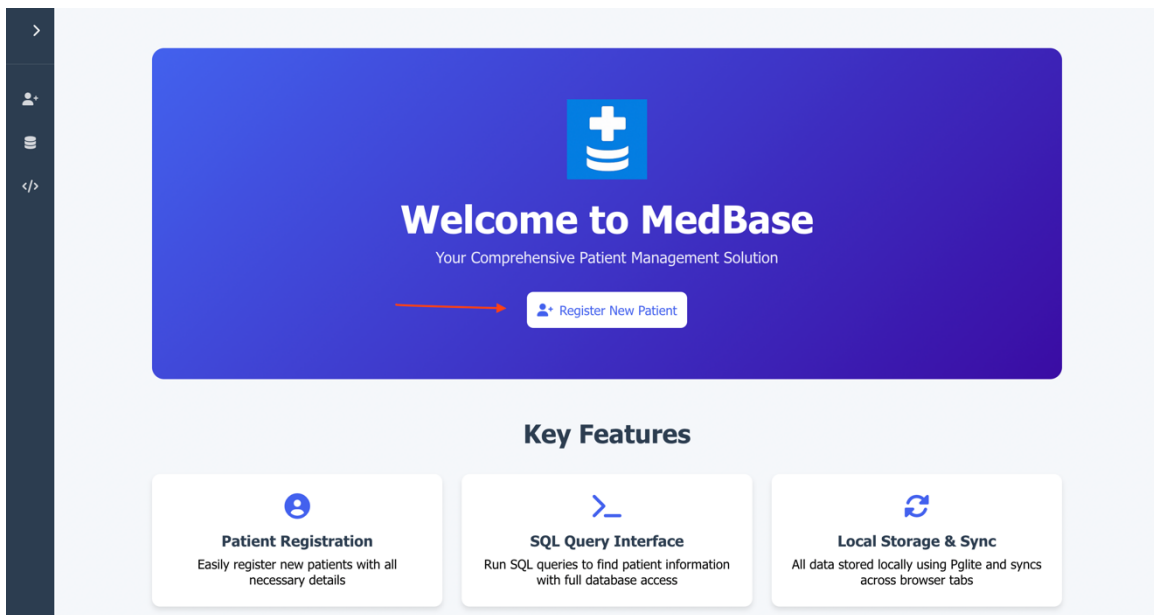 Welcome to MedBase
Your Comprehensive Patient Management Solution
Register New Patient
Key Features
Patient Registration
Easily register new patients with all
necessary details
SQL Query Interface
Run SQL queries to find patient information
with full database access
Local Storage & Sync
All data stored locally using Pglite and syncs
across browser tabs